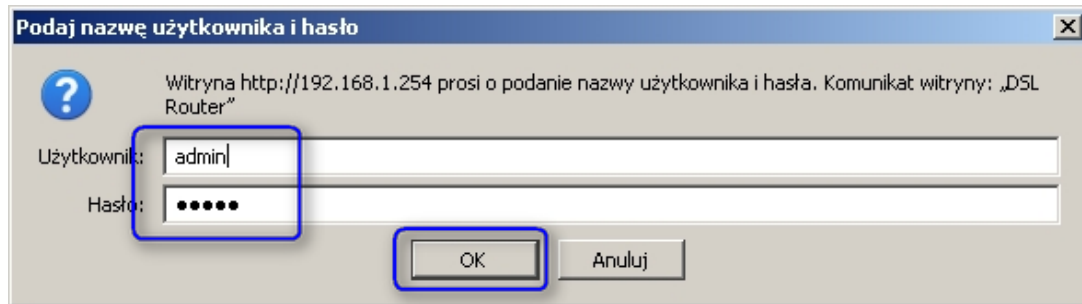 Podaj nazwę użytkownika i hasło
Witryna http://192.168.1.254 prosi o podanie nazwy użytkownika i hasła. Komunikat witryny: „DSL
Router”
Użytkownik: admin
Hasło: •••••
OK Anuluj